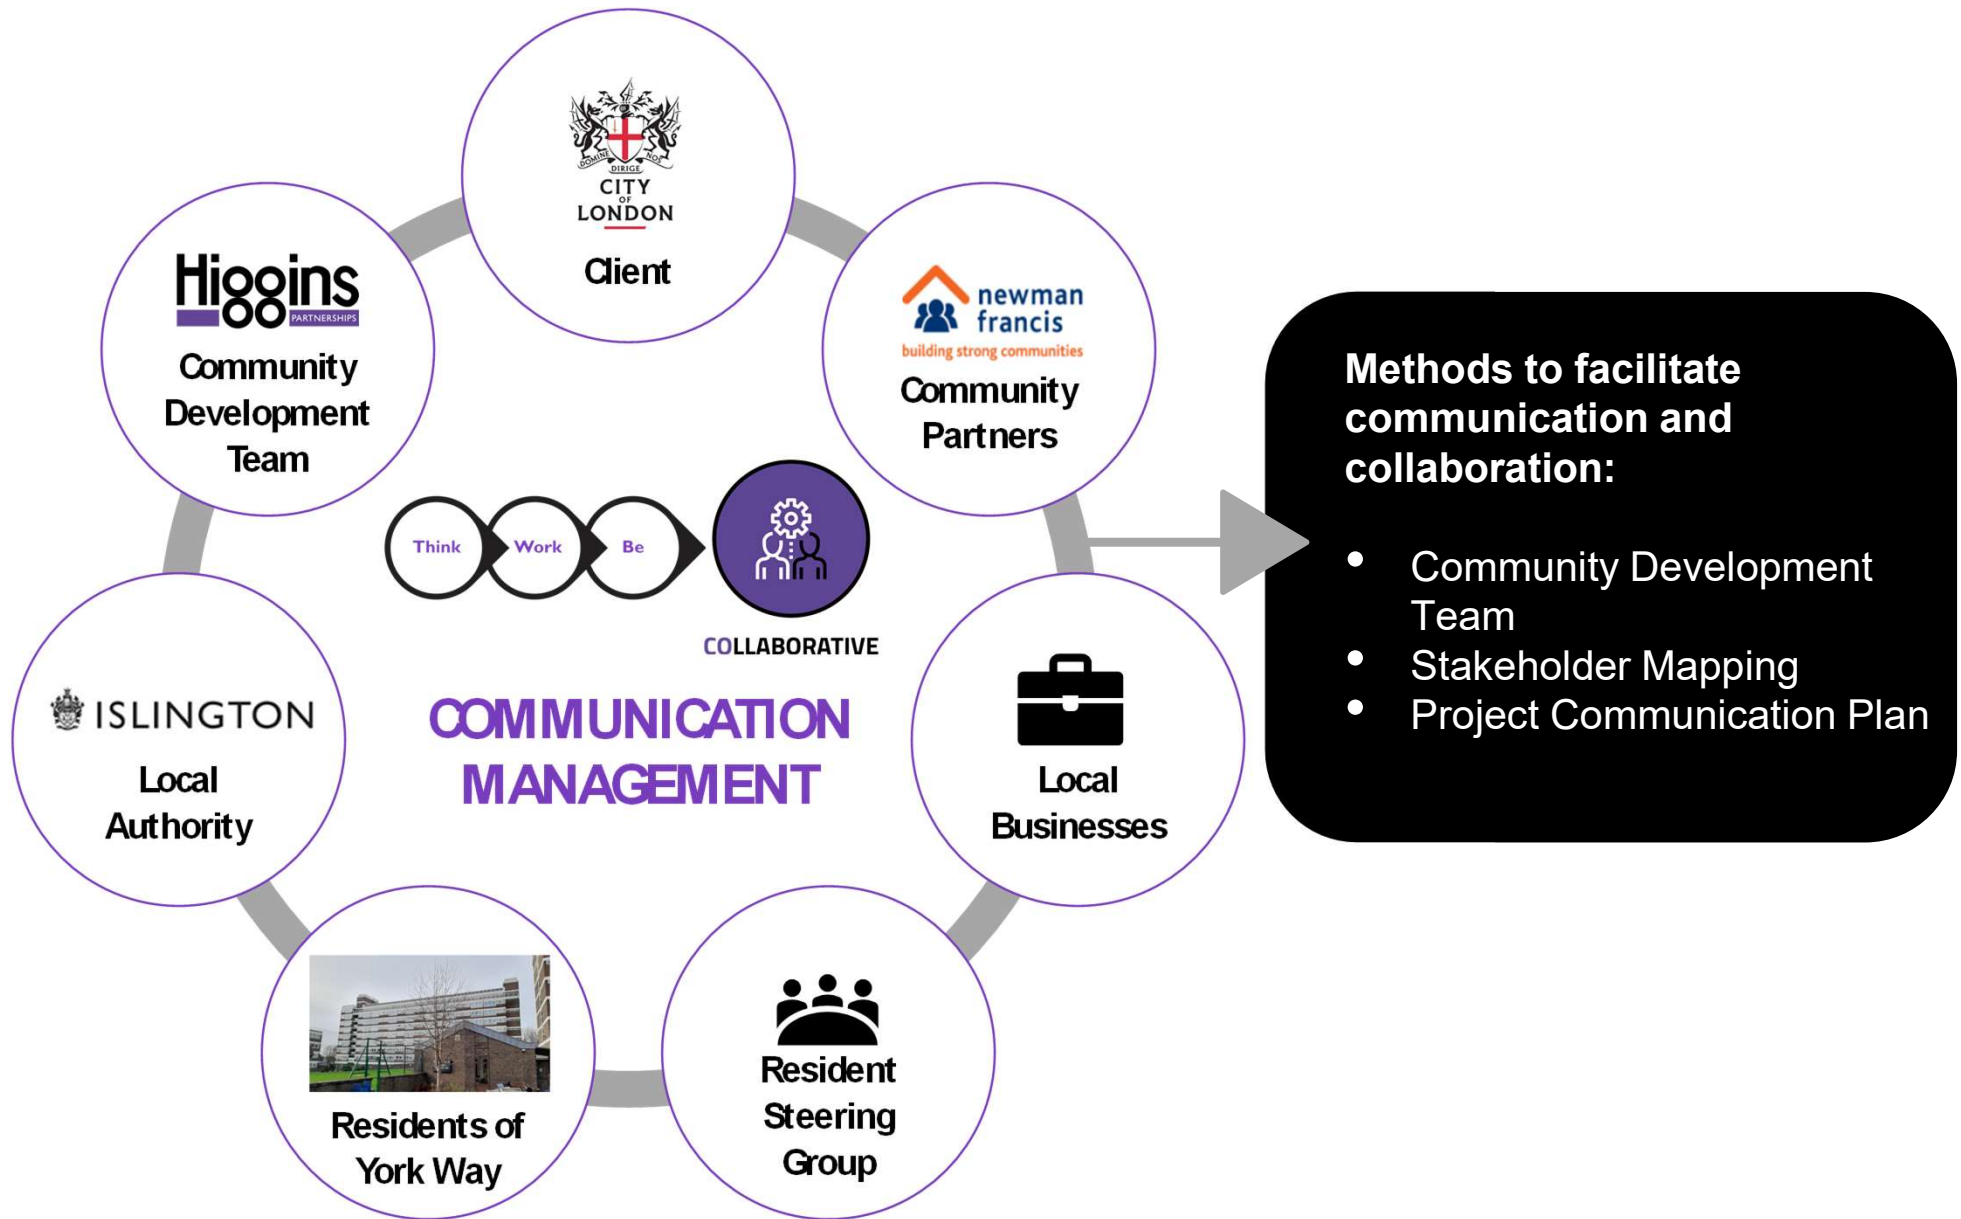 DOMINE
DIRIGE
NOS
CITY
OF
LONDON
Client
Higgins
PARTNERSHIPS
Community
Development
Team
newman
francis
building strong communities
Community
Partners
Think Work Be
COLLABORATIVE
COMMUNICATION
MANAGEMENT
ISLINGTON
Local
Authority
Local
Businesses
Residents of
York Way
Resident
Steering
Group
Methods to facilitate
communication and
collaboration:
• Community Development
Team
• Stakeholder Mapping
• Project Communication Plan